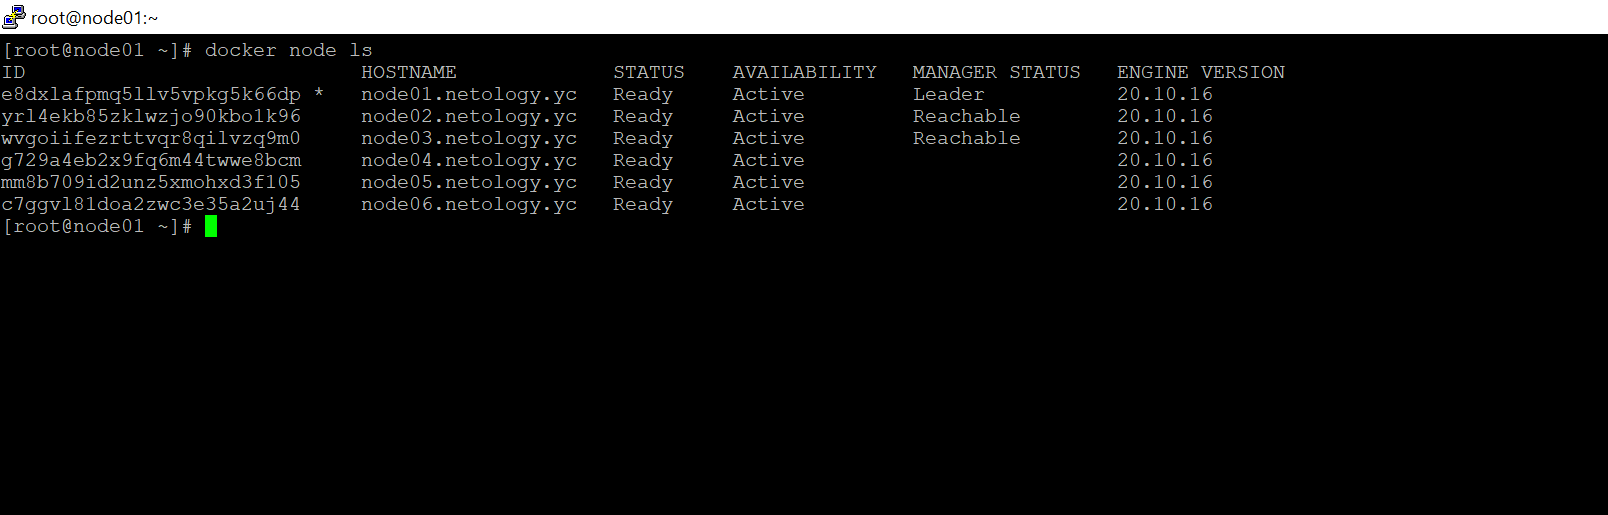 root@node01:~
[root@node01 ~]# docker node ls
ID HOSTNAME STATUS AVAILABILITY MANAGER STATUS ENGINE VERSION
e8dxlafpmq5llv5vpkg5k66dp * node01.netology.yc Ready Active Leader 20.10.16
yrl4ekb85zklwzjo90kbo1k96 node02.netology.yc Ready Active Reachable 20.10.16
wvgoiifezrttvqr8qilvzq9m0 node03.netology.yc Ready Active Reachable 20.10.16
g729a4eb2x9fq6m44twwe8bcm node04.netology.yc Ready Active 20.10.16
mm8b709id2unz5xmohxd3f105 node05.netology.yc Ready Active 20.10.16
c7ggvl81doa2zwc3e35a2uj44 node06.netology.yc Ready Active 20.10.16
[root@node01 ~]#